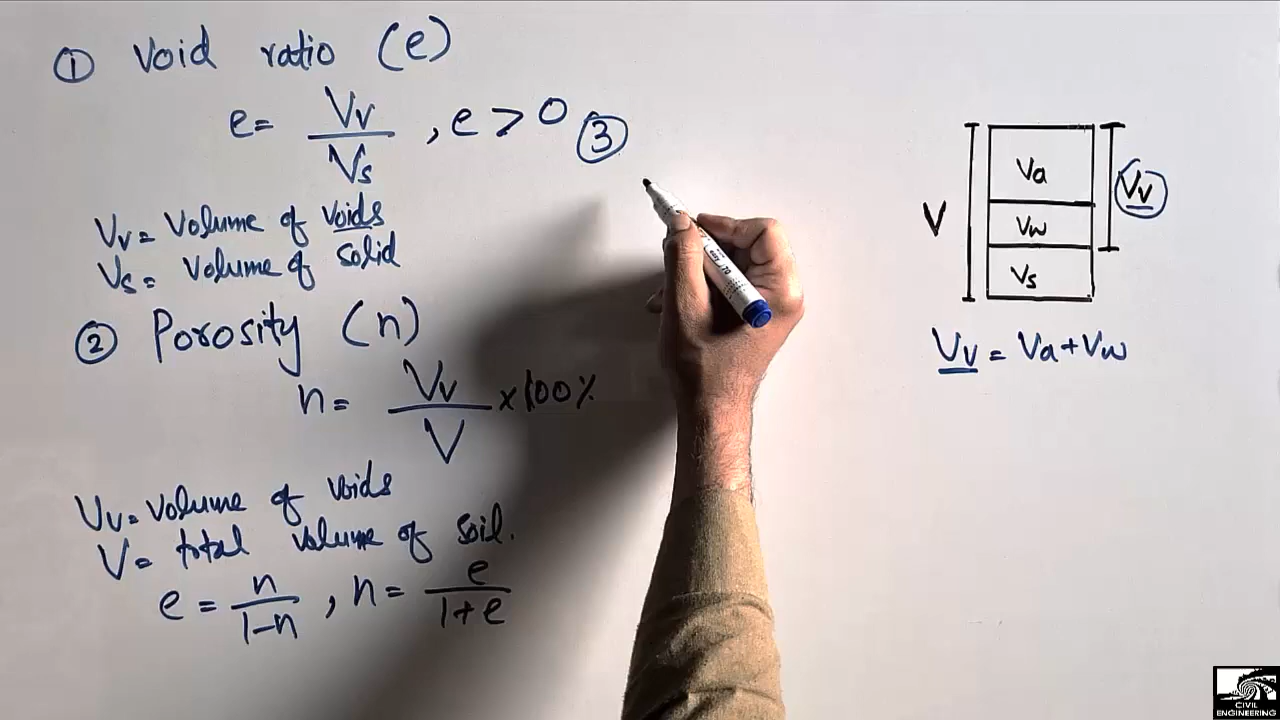 ① Void ratio (e)
e = Vv / Vs , e > 0
Vv = Volume of voids
Vs = Volume of solid
② Porosity (n)
n = Vv / V × 100%
Vv = Volume of voids
V = total volume of soil.
e = n / 1-n , n = e / 1+e
③
V
Va
Vw
Vs
Vv
Vv = Va + Vw
CIVIL
ENGINEERING